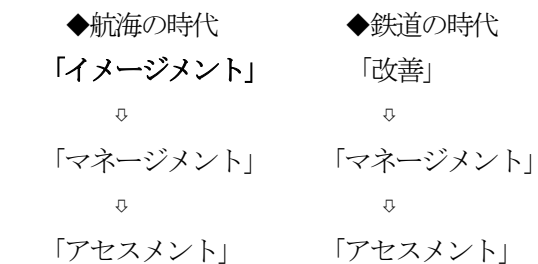 ◆航海の時代 ◆鉄道の時代
「イメージメント」 「改善」
⇩ ⇩
「マネージメント」 「マネージメント」
⇩ ⇩
「アセスメント」 「アセスメント」